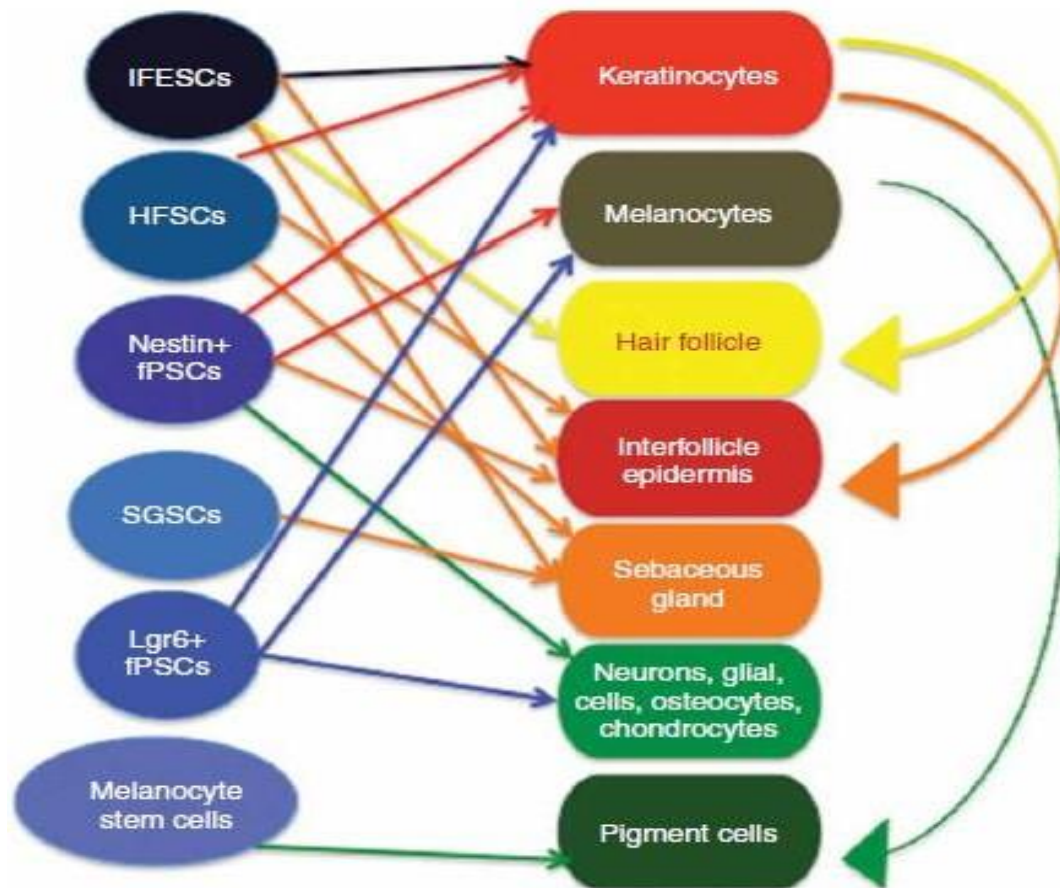 IFESCs
HFSCs
Nestin+
fPSCs
SGSCs
Lgr6+
fPSCs
Melanocyte
stem cells
Keratinocytes
Melanocytes
Hair follicle
Interfollicle
epidermis
Sebaceous
gland
Neurons, glial,
cells, osteocytes,
chondrocytes
Pigment cells